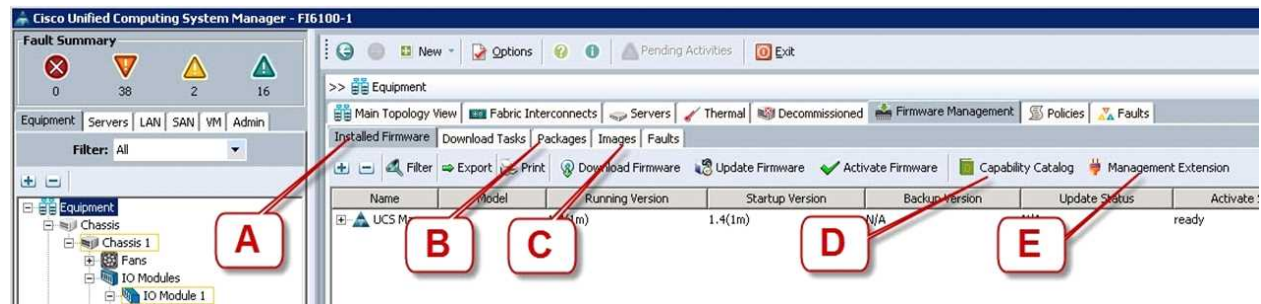 Cisco Unified Computing System Manager - FI6100-1
Fault Summary
0 38 2 16
New Options Pending Activities Exit
>> Equipment
Equipment Servers LAN SAN VM Admin
Main Topology View Fabric Interconnects Servers Thermal Decommissioned Firmware Management Policies Faults
Filter: All
Installed Firmware Download Tasks Packages Images Faults
Filter Export Print Download Firmware Update Firmware Activate Firmware Capability Catalog Management Extension
Name Model Running Version Startup Version Backup Version Update Status Activate
Equipment
UCS 1.4(1m) N/A ready
Chassis
Chassis 1
Fans
IO Modules
IO Module 1
A B C D E